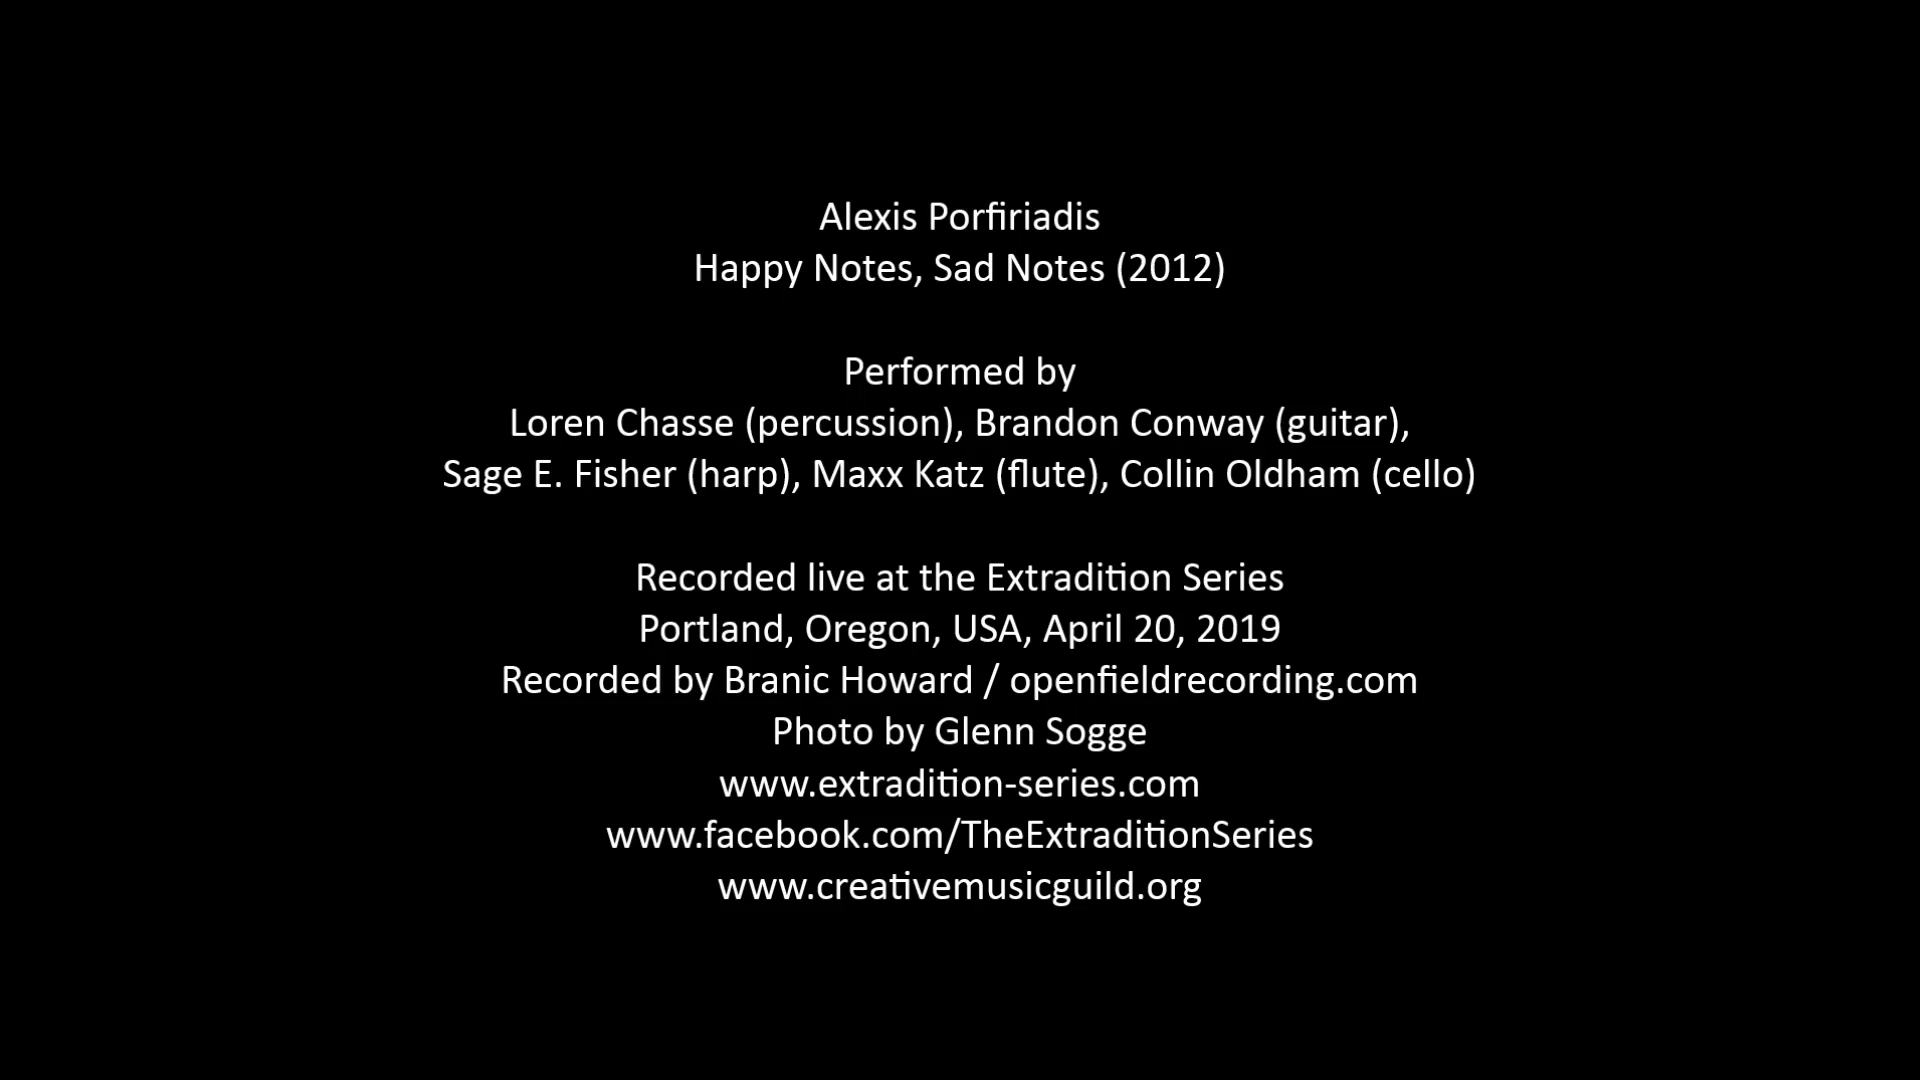 Alexis Porfiriadis
Happy Notes, Sad Notes (2012)
Performed by
Loren Chasse (percussion), Brandon Conway (guitar),
Sage E. Fisher (harp), Maxx Katz (flute), Collin Oldham (cello)
Recorded live at the Extradition Series
Portland, Oregon, USA, April 20, 2019
Recorded by Branic Howard / openfieldrecording.com
Photo by Glenn Sogge
www.extradition-series.com
www.facebook.com/TheExtraditionSeries
www.creativemusicguild.org